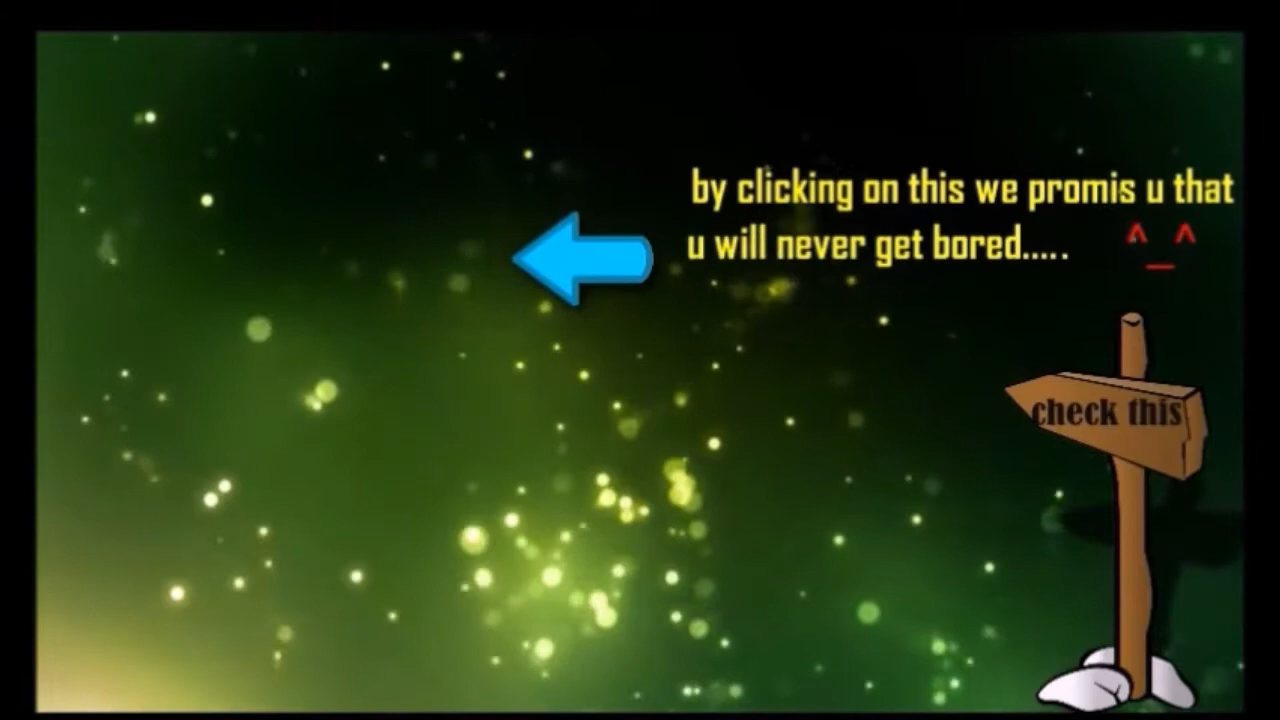 by clicking on this we promis u that
u will never get bored..... ^_^
check this